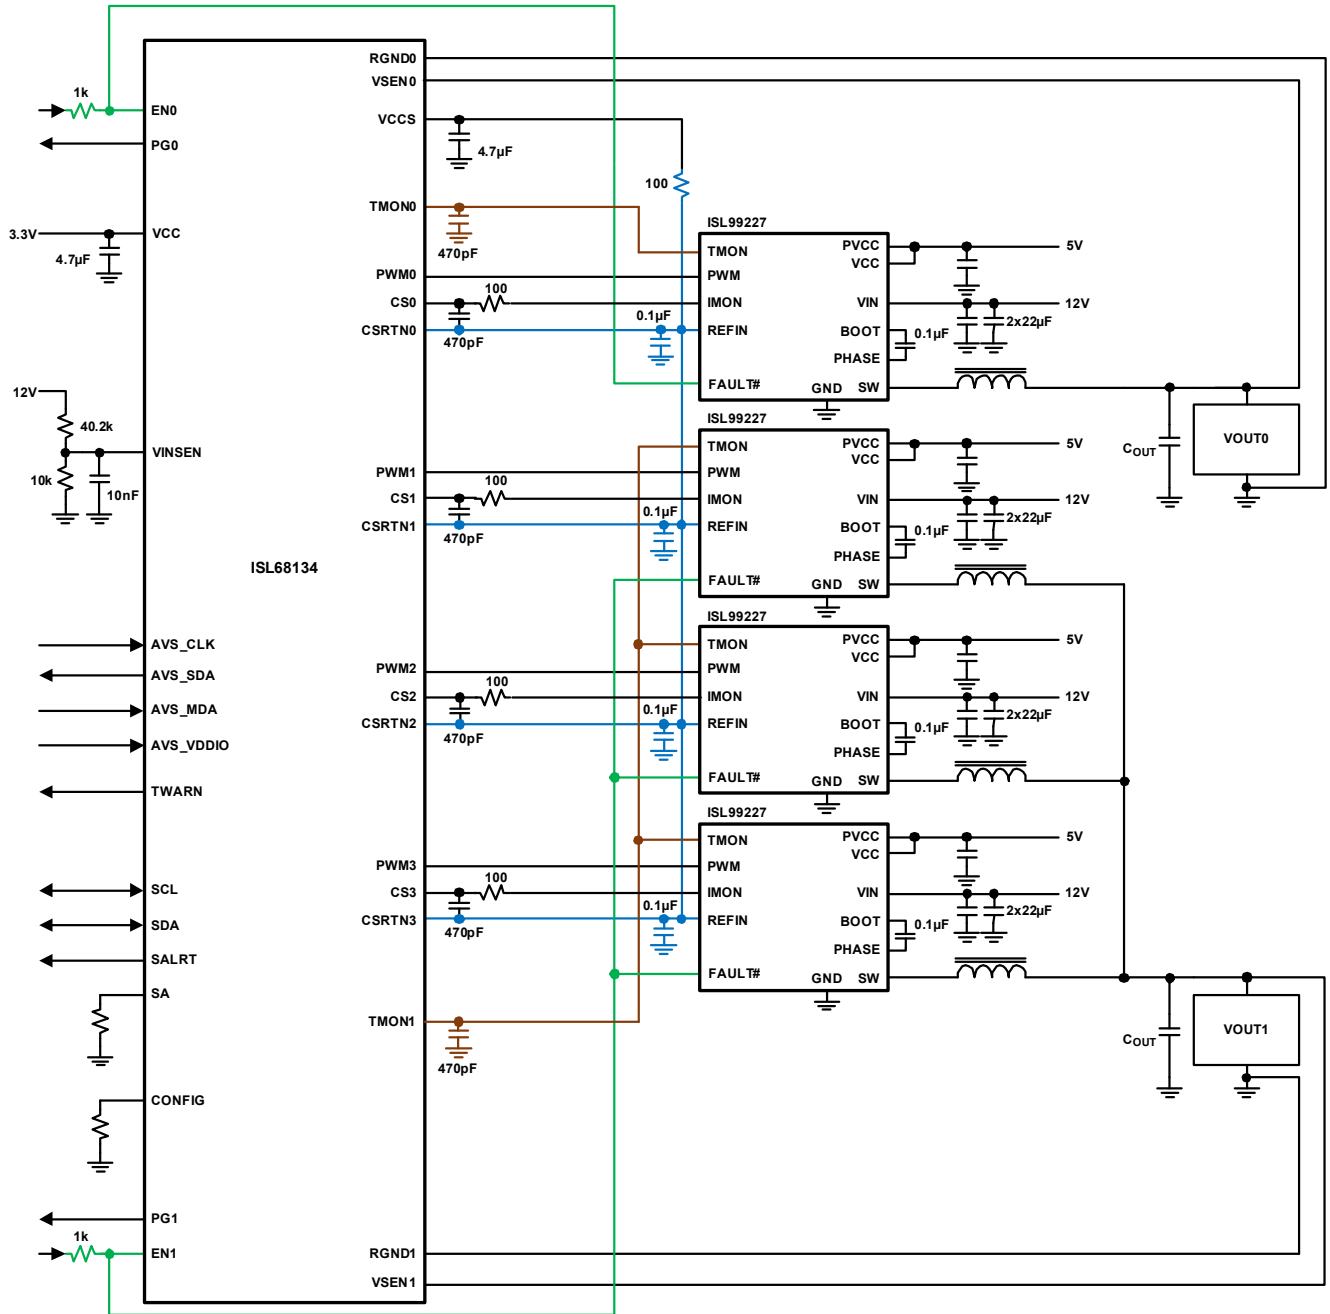 RGND0
VSEN0
1k
EN0
VCCS
PG0
4.7µF
100
TMON0
ISL99227
3.3V
VCC
4.7µF
470pF
TMON
PVCC
VCC
5V
PWM0
PWM
CS0
100
IMON
VIN
12V
0.1µF
2x22µF
CSRTN0
470pF
REFIN
BOOT
0.1µF
PHASE
FAULT#
GND
SW
12V
40.2k
VINSEN
10k
10nF
ISL99227
TMON
PVCC
VCC
5V
COUT
VOUT0
PWM1
PWM
CS1
100
IMON
VIN
12V
0.1µF
2x22µF
CSRTN1
470pF
REFIN
BOOT
0.1µF
PHASE
ISL68134
FAULT#
GND
SW
ISL99227
AVS_CLK
TMON
PVCC
VCC
5V
AVS_SDA
PWM2
PWM
CS2
100
IMON
VIN
12V
AVS_MDA
0.1µF
2x22µF
CSRTN2
470pF
REFIN
BOOT
0.1µF
AVS_VDDIO
PHASE
FAULT#
GND
SW
TWARN
ISL99227
TMON
PVCC
VCC
5V
PWM3
PWM
SCL
CS3
100
IMON
VIN
12V
0.1µF
2x22µF
CSRTN3
470pF
REFIN
BOOT
0.1µF
SDA
PHASE
SALRT
FAULT#
GND
SW
SA
TMON1
470pF
COUT
VOUT1
CONFIG
PG1
1k
EN1
RGND1
VSEN1